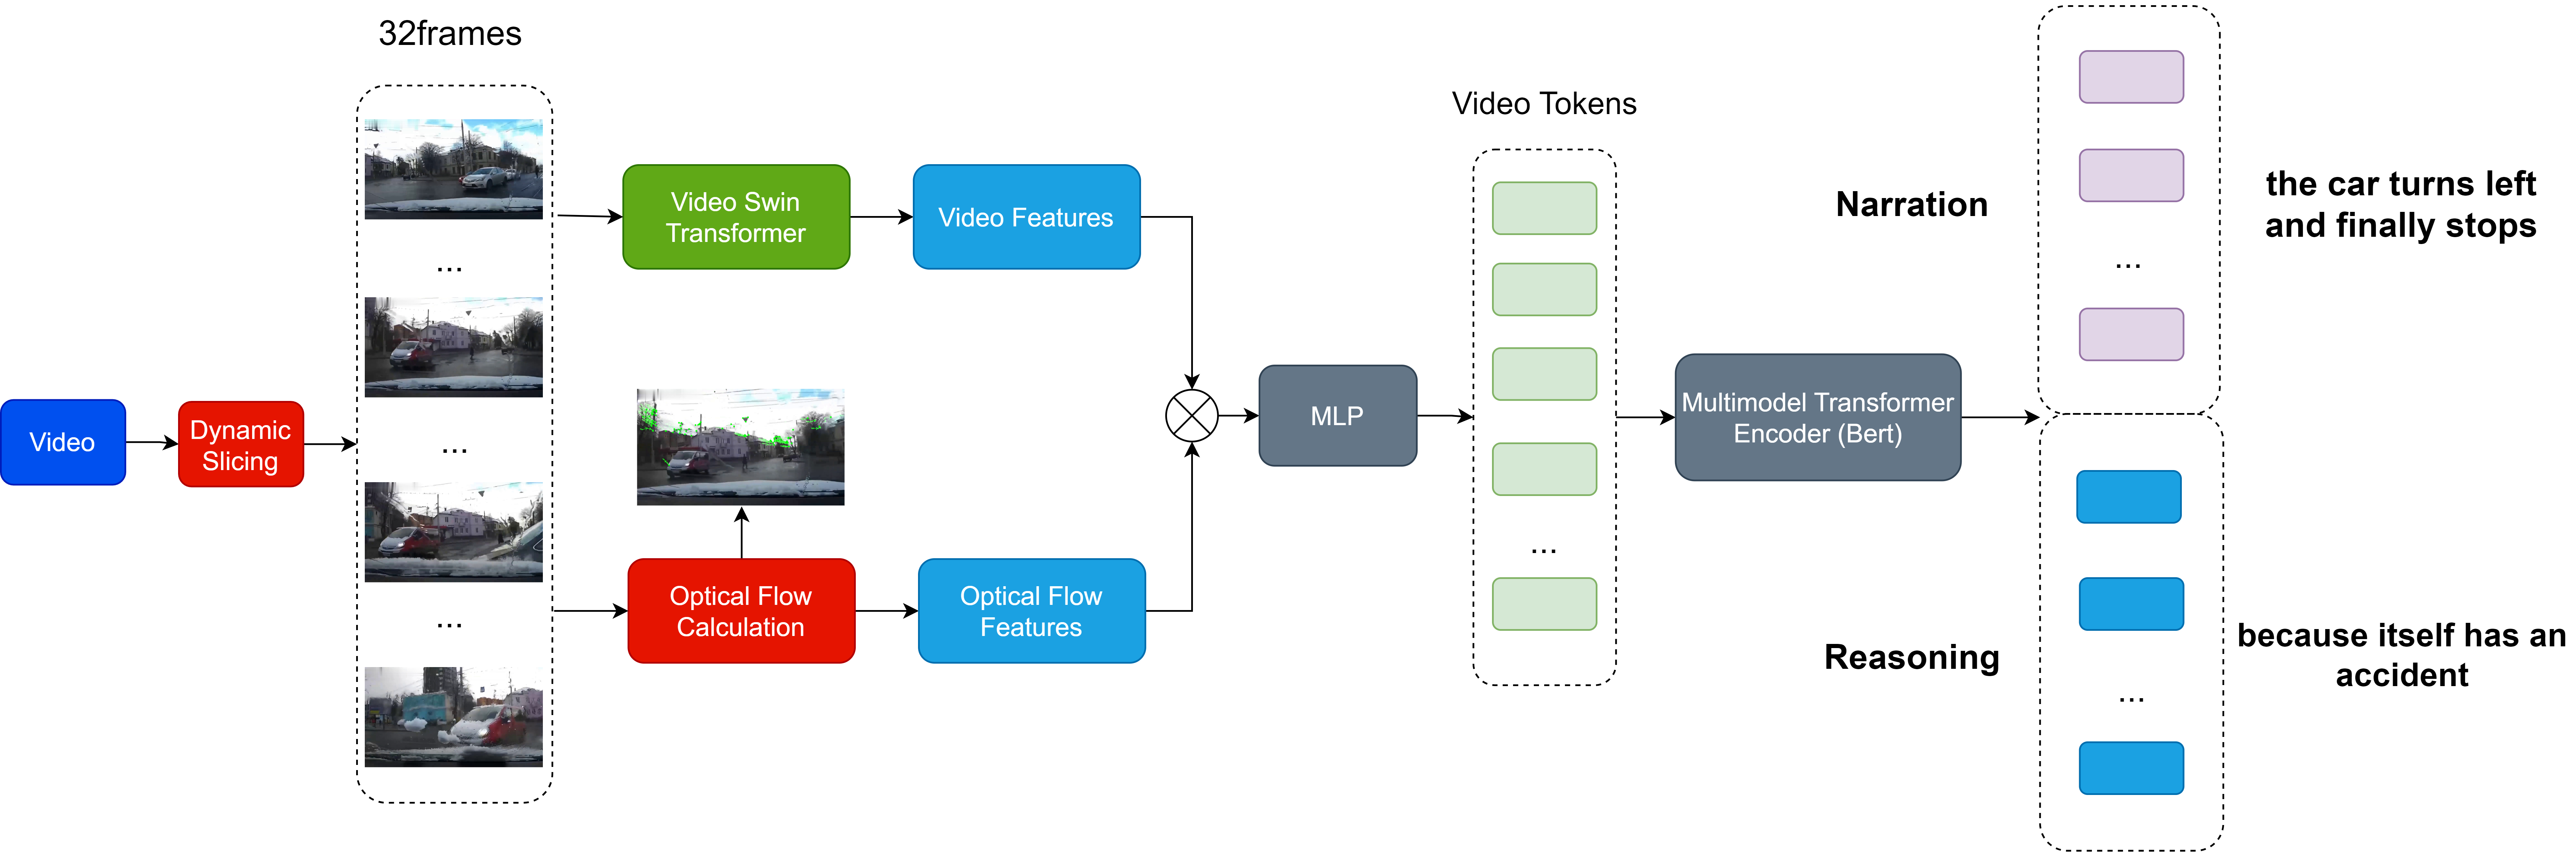 32frames
...
...
...
Video
Dynamic
Slicing
Video Swin
Transformer
Video Features
Optical Flow
Calculation
Optical Flow
Features
MLP
Video Tokens
...
Multimodel Transformer
Encoder (Bert)
Narration
...
the car turns left
and finally stops
Reasoning
...
because itself has an
accident